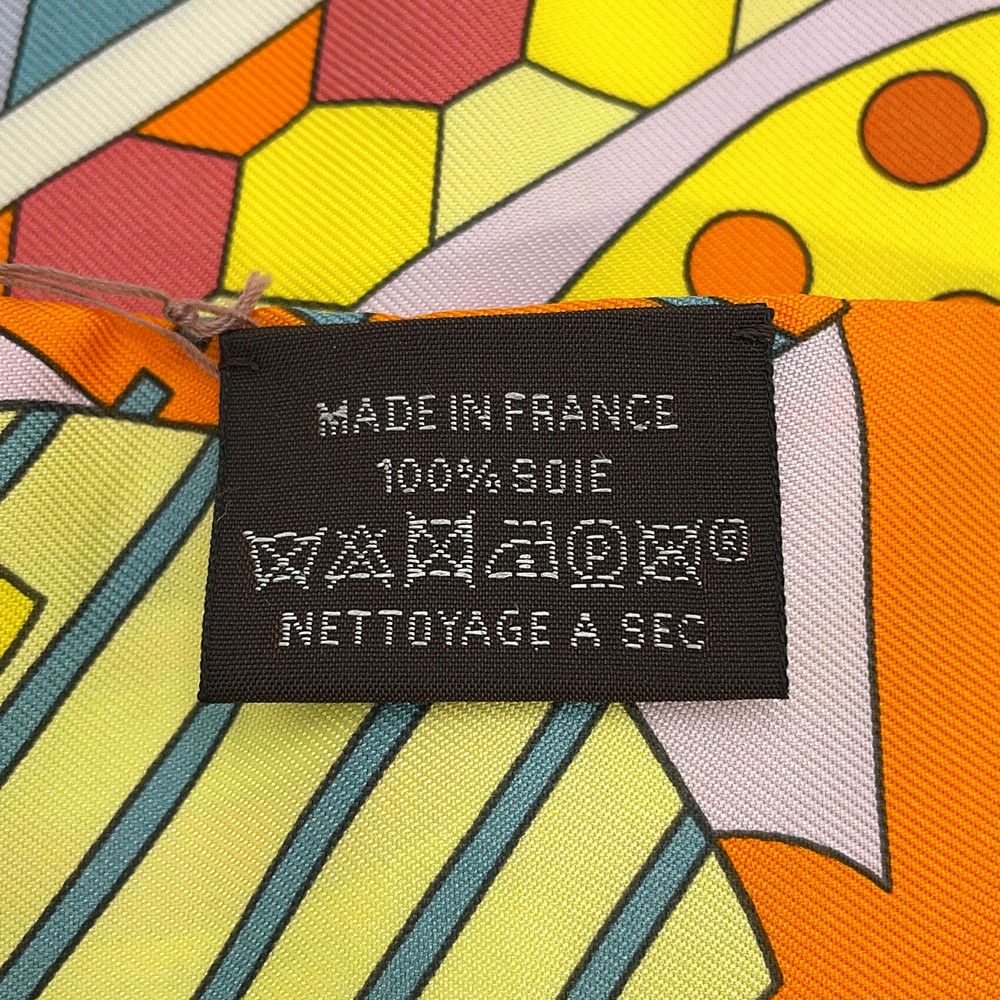 MADE IN FRANCE
100% SOIE
P ®
NETTOYAGE A SEC